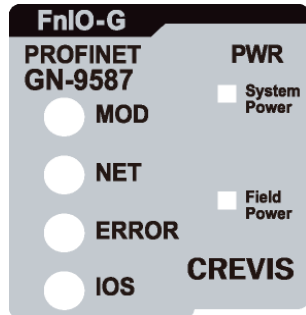 FnIO-G
PROFINET
GN-9587
PWR
System
Power
MOD
NET
Field
Power
ERROR
CREVIS
IOS